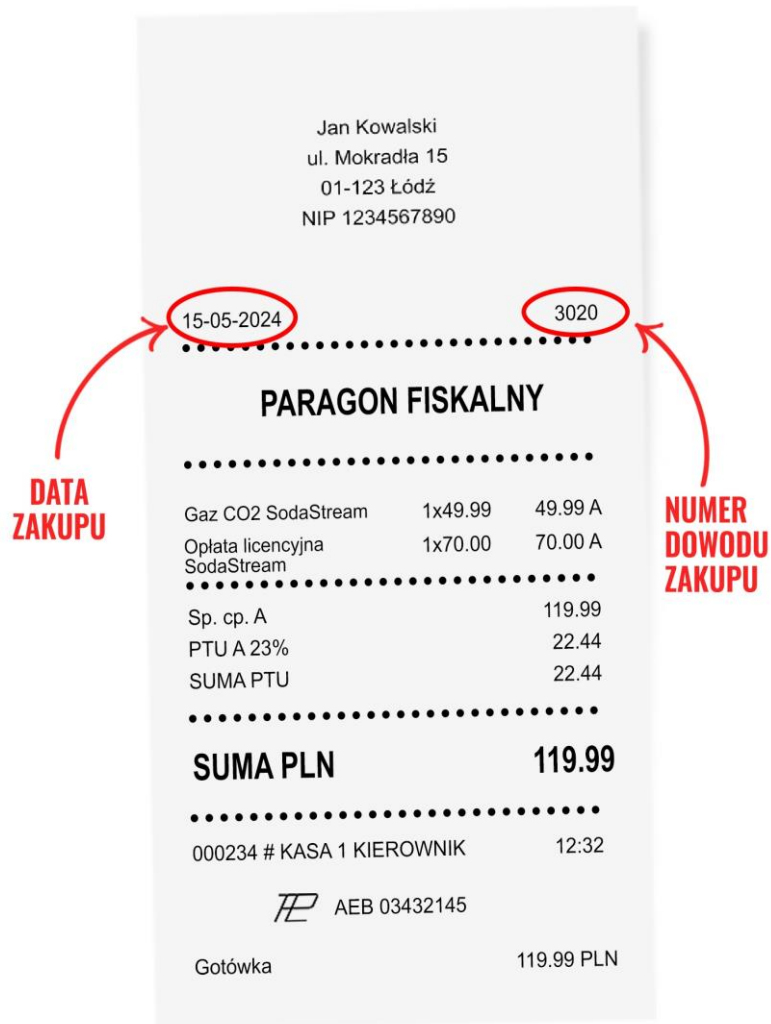 Jan Kowalski
ul. Mokradła 15
01-123 Łódź
NIP 1234567890
15-05-2024 3020
PARAGON FISKALNY
DATA
ZAKUPU
NUMER
DOWODU
ZAKUPU
Gaz CO2 SodaStream 1x49.99 49.99 A
Opłata licencyjna 1x70.00 70.00 A
SodaStream
Sp. cp. A 119.99
PTU A 23% 22.44
SUMA PTU 22.44
SUMA PLN 119.99
000234 # KASA 1 KIEROWNIK 12:32
AEB 03432145
Gotówka 119.99 PLN